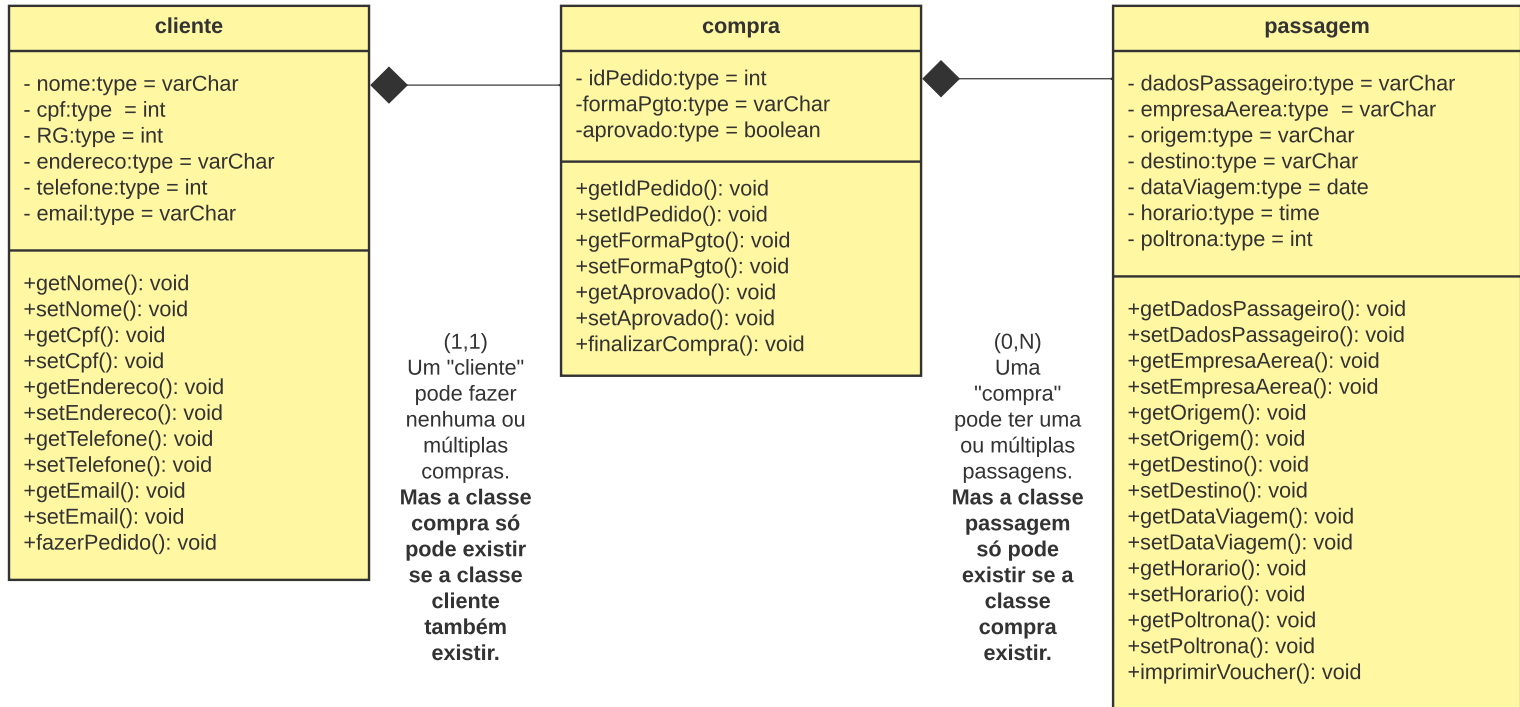 cliente
- nome:type = varChar
- cpf:type  = int
- RG:type = int
- endereco:type = varChar
- telefone:type = int
- email:type = varChar
+getNome(): void
+setNome(): void
+getCpf(): void
+setCpf(): void
+getEndereco(): void
+setEndereco(): void
+getTelefone(): void
+setTelefone(): void
+getEmail(): void
+setEmail(): void
+fazerPedido(): void
(1,1)
Um "cliente"
pode fazer
nenhuma ou
múltiplas
compras.
Mas a classe
compra só
pode existir
se a classe
cliente
também
existir.
compra
- idPedido:type = int
-formaPgto:type = varChar
-aprovado:type = boolean
+getIdPedido(): void
+setIdPedido(): void
+getFormaPgto(): void
+setFormaPgto(): void
+getAprovado(): void
+setAprovado(): void
+finalizarCompra(): void
(0,N)
Uma
"compra"
pode ter uma
ou múltiplas
passagens.
Mas a classe
passagem
só pode
existir se a
classe
compra
existir.
passagem
- dadosPassageiro:type = varChar
- empresaAerea:type  = varChar
- origem:type = varChar
- destino:type = varChar
- dataViagem:type = date
- horario:type = time
- poltrona:type = int
+getDadosPassageiro(): void
+setDadosPassageiro(): void
+getEmpresaAerea(): void
+setEmpresaAerea(): void
+getOrigem(): void
+setOrigem(): void
+getDestino(): void
+setDestino(): void
+getDataViagem(): void
+setDataViagem(): void
+getHorario(): void
+setHorario(): void
+getPoltrona(): void
+setPoltrona(): void
+imprimirVoucher(): void